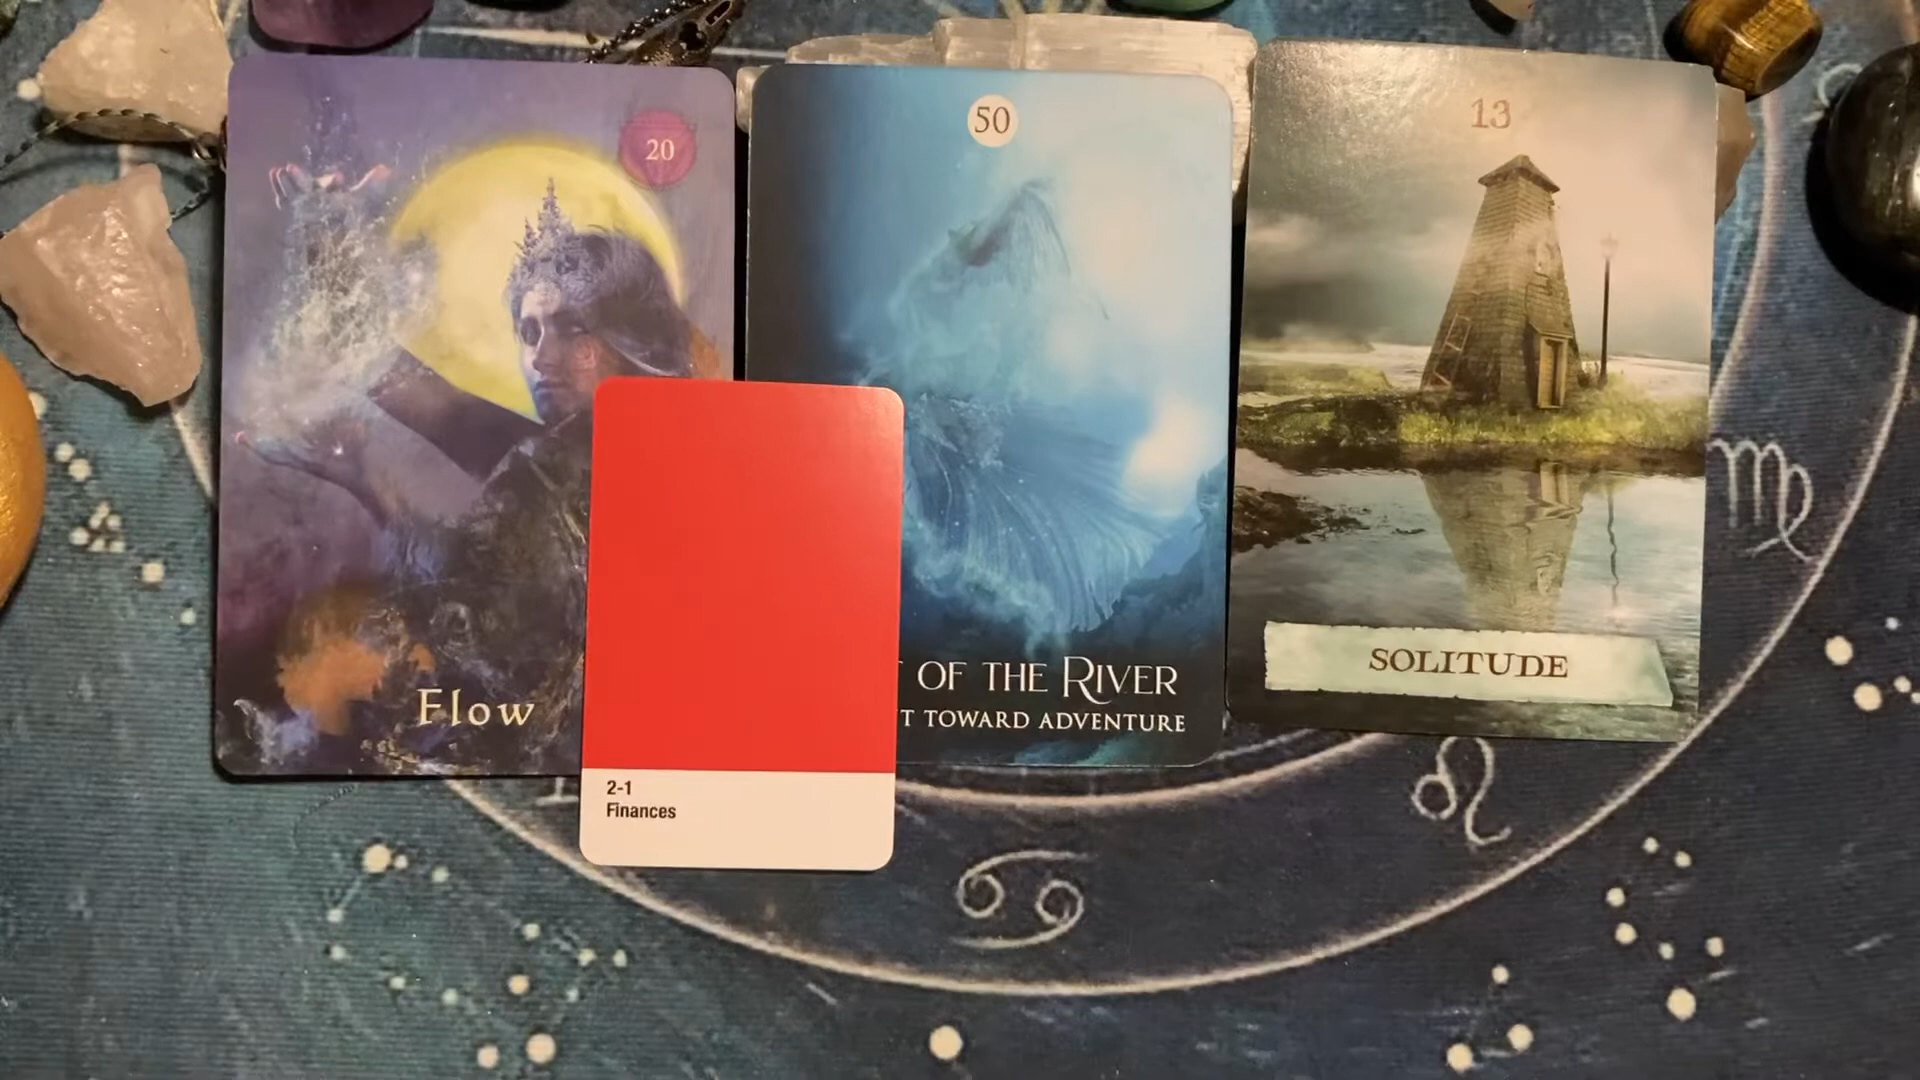 20
Flow
50
T OF THE RIVER
T TOWARD ADVENTURE
13
SOLITUDE
2-1
Finances